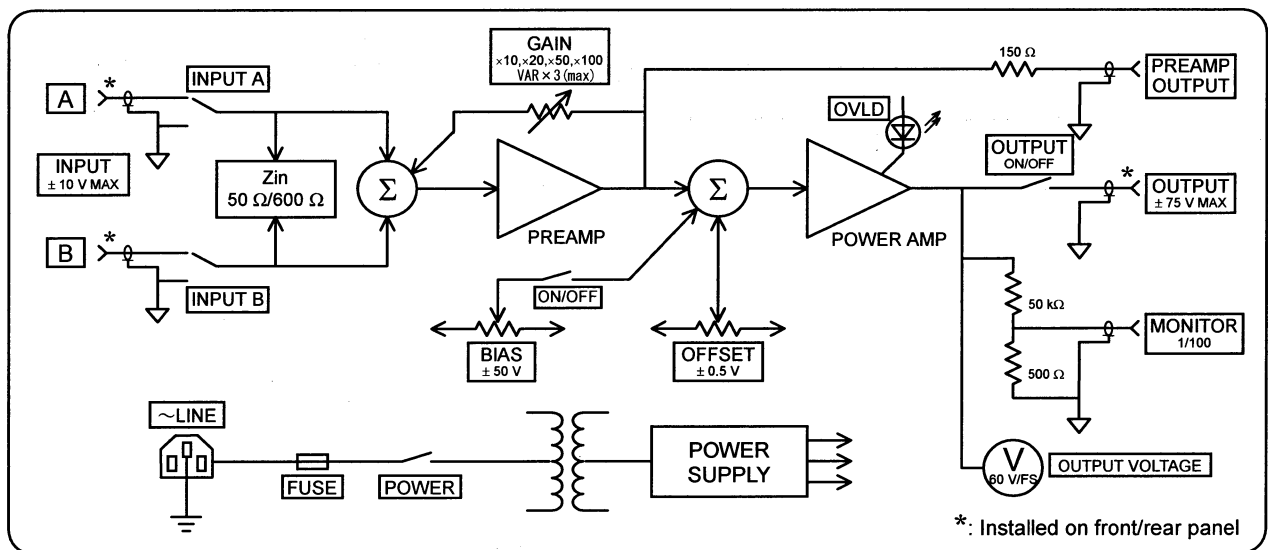 GAIN
×10,×20,×50,×100
VAR × 3 (max)
150 Ω
PREAMP
OUTPUT
*
INPUT A
A
OVLD
INPUT
± 10 V MAX
Zin
50 Ω/600 Ω
Σ
Σ
OUTPUT
ON/OFF
*
OUTPUT
± 75 V MAX
PREAMP
POWER AMP
*
B
INPUT B
ON/OFF
50 kΩ
MONITOR
1/100
BIAS
± 50 V
OFFSET
± 0.5 V
500 Ω
~LINE
FUSE
POWER
POWER
SUPPLY
V
60 V/FS
OUTPUT VOLTAGE
*: Installed on front/rear panel